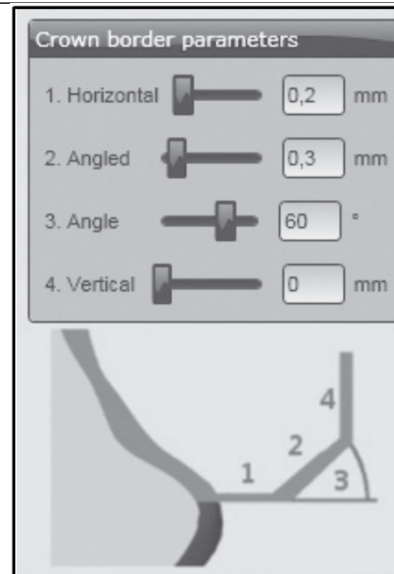 Crown border parameters
1. Horizontal 0,2 mm
2. Angled 0,3 mm
3. Angle 60 °
4. Vertical 0 mm
4
2
1 3